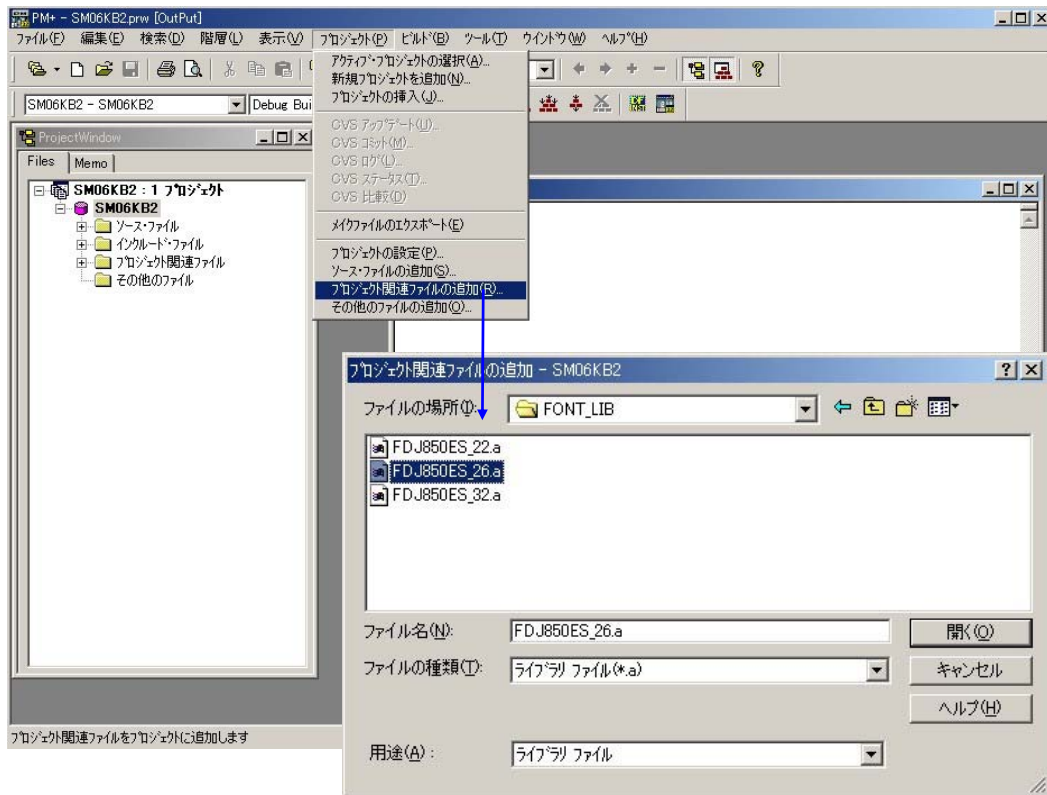 PM+ - SM06KB2.prw [OutPut]
ファイル(F) 編集(E) 検索(D) 階層(L) 表示(V) プロジェクト(P) ビルド(B) ツール(T) ウインドウ(W) ヘルプ(H)
SM06KB2 - SM06KB2
Debug Bui
アクティブ・プロジェクトの選択(A)...
新規プロジェクトを追加(N)...
プロジェクトの挿入(J)...
CVS アップデート(U)...
CVS コミット(M)...
CVS ログ(L)...
CVS ステータス(T)...
CVS 比較(D)
メイクファイルのエクスポート(E)
プロジェクトの設定(P)...
ソース・ファイルの追加(S)...
プロジェクト関連ファイルの追加(R)...
その他のファイルの追加(O)...
ProjectWindow
Files Memo
SM06KB2 : 1 プロジェクト
SM06KB2
ソース・ファイル
インクルード・ファイル
プロジェクト関連ファイル
その他のファイル
プロジェクト関連ファイルの追加 - SM06KB2
ファイルの場所(I):
FONT_LIB
FDJ850ES_22.a
FDJ850ES_26.a
FDJ850ES_32.a
ファイル名(N): FDJ850ES_26.a 開く(O)
ファイルの種類(T): ライブラリ ファイル(*.a) キャンセル
ヘルプ(H)
用途(A) : ライブラリ ファイル
プロジェクト関連ファイルをプロジェクトに追加します